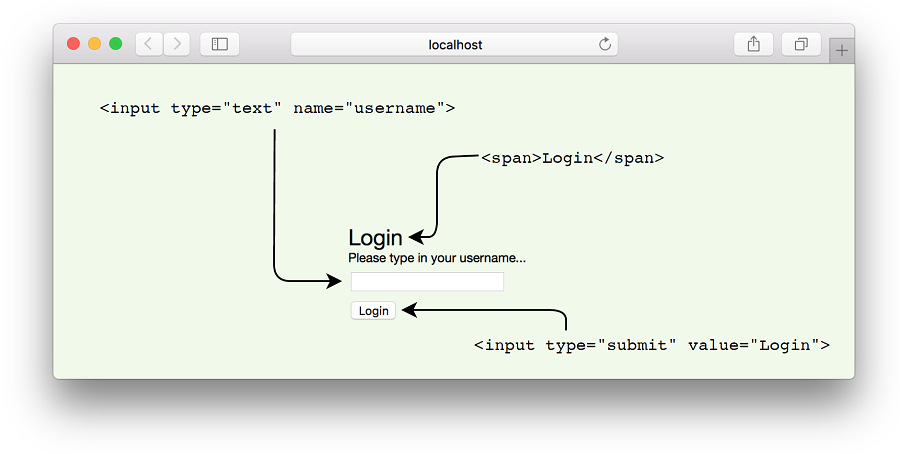 localhost
<input type="text" name="username">
<span>Login</span>
Login
Please type in your username...
Login
<input type="submit" value="Login">